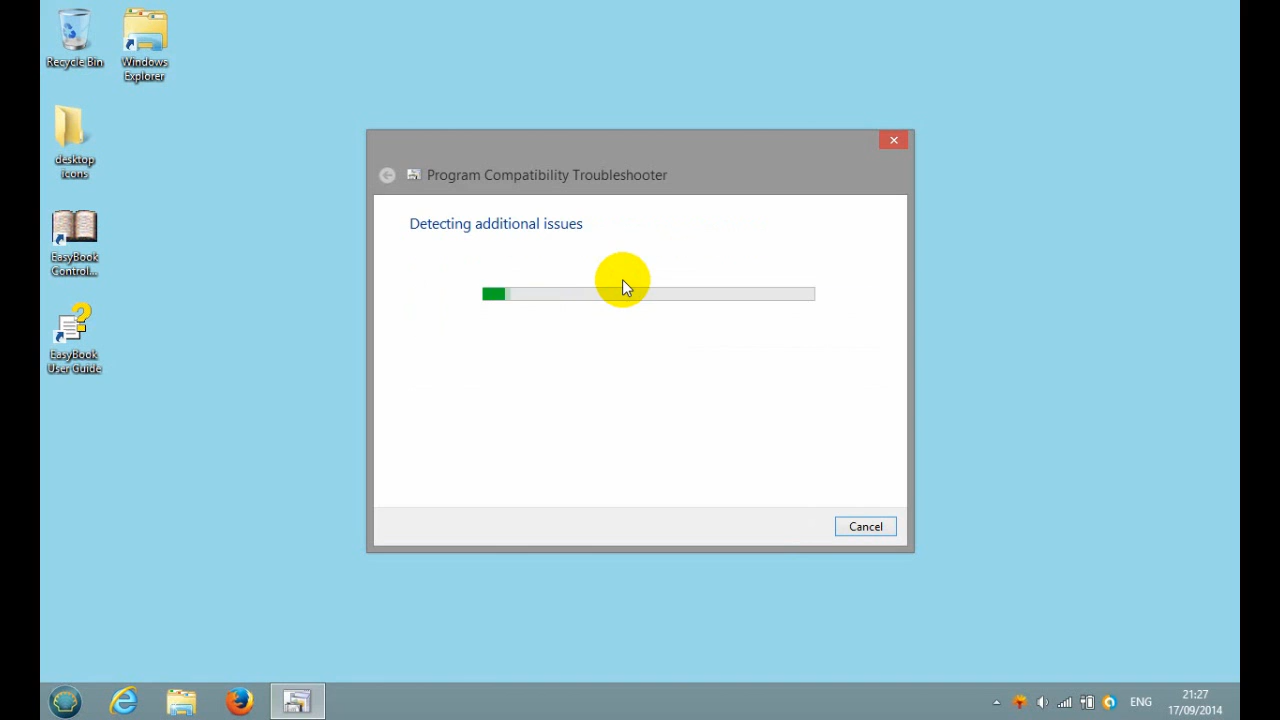 Recycle Bin
Windows
Explorer
desktop
icons
EasyBook
Control...
EasyBook
User Guide
Program Compatibility Troubleshooter
Detecting additional issues
Cancel
ENG
21:27
17/09/2014